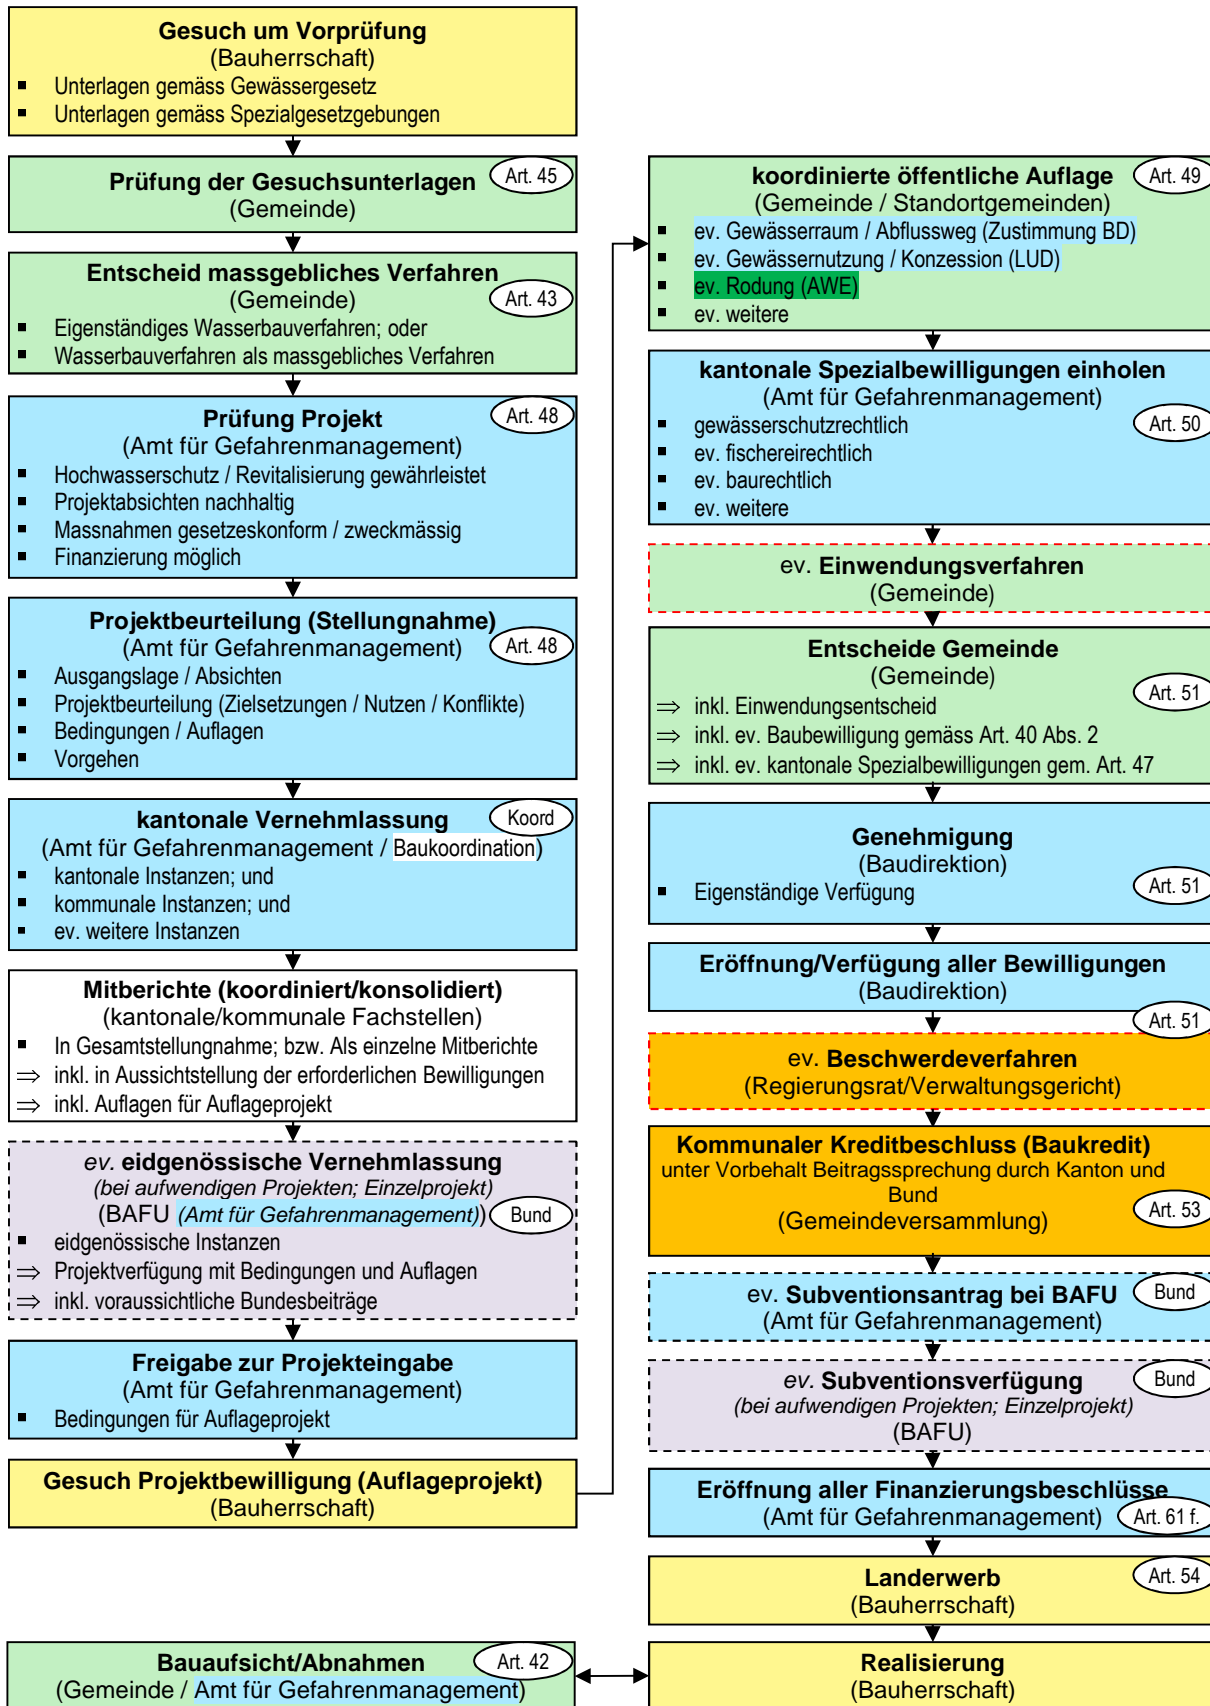 Gesuch um Vorprüfung
(Bauherrschaft)
▪ Unterlagen gemäss Gewässergesetz
▪ Unterlagen gemäss Spezialgesetzgebungen
Prüfung der Gesuchsunterlagen
Art. 45
(Gemeinde)
Entscheid massgebliches Verfahren
(Gemeinde)
Art. 43
▪ Eigenständiges Wasserbauverfahren; oder
▪ Wasserbauverfahren als massgebliches Verfahren
Prüfung Projekt
Art. 48
(Amt für Gefahrenmanagement)
▪ Hochwasserschutz / Revitalisierung gewährleistet
▪ Projektabsichten nachhaltig
▪ Massnahmen gesetzeskonform / zweckmässig
▪ Finanzierung möglich
Projektbeurteilung (Stellungnahme)
(Amt für Gefahrenmanagement)
Art. 48
▪ Ausgangslage / Absichten
▪ Projektbeurteilung (Zielsetzungen / Nutzen / Konflikte)
▪ Bedingungen / Auflagen
▪ Vorgehen
kantonale Vernehmlassung
Koord
(Amt für Gefahrenmanagement / Baukoordination)
▪ kantonale Instanzen; und
▪ kommunale Instanzen; und
▪ ev. weitere Instanzen
Mitberichte (koordiniert/konsolidiert)
(kantonale/kommunale Fachstellen)
▪ In Gesamtstellungnahme; bzw. Als einzelne Mitberichte
⇒ inkl. in Aussichtstellung der erforderlichen Bewilligungen
⇒ inkl. Auflagen für Auflageprojekt
ev. eidgenössische Vernehmlassung
(bei aufwendigen Projekten; Einzelprojekt)
(BAFU (Amt für Gefahrenmanagement))
Bund
▪ eidgenössische Instanzen
⇒ Projektverfügung mit Bedingungen und Auflagen
⇒ inkl. voraussichtliche Bundesbeiträge
Freigabe zur Projekteingabe
(Amt für Gefahrenmanagement)
▪ Bedingungen für Auflageprojekt
Gesuch Projektbewilligung (Auflageprojekt)
(Bauherrschaft)
koordinierte öffentliche Auflage
Art. 49
(Gemeinde / Standortgemeinden)
▪ ev. Gewässerraum / Abflussweg (Zustimmung BD)
▪ ev. Gewässernutzung / Konzession (LUD)
▪ ev. Rodung (AWE)
▪ ev. weitere
kantonale Spezialbewilligungen einholen
(Amt für Gefahrenmanagement)
Art. 50
▪ gewässerschutzrechtlich
▪ ev. fischereirechtlich
▪ ev. baurechtlich
▪ ev. weitere
ev. Einwendungsverfahren
(Gemeinde)
Entscheide Gemeinde
(Gemeinde)
Art. 51
⇒ inkl. Einwendungsentscheid
⇒ inkl. ev. Baubewilligung gemäss Art. 40 Abs. 2
⇒ inkl. ev. kantonale Spezialbewilligungen gem. Art. 47
Genehmigung
(Baudirektion)
▪ Eigenständige Verfügung
Art. 51
Eröffnung/Verfügung aller Bewilligungen
(Baudirektion)
Art. 51
ev. Beschwerdeverfahren
(Regierungsrat/Verwaltungsgericht)
Kommunaler Kreditbeschluss (Baukredit)
unter Vorbehalt Beitragssprechung durch Kanton und
Bund
(Gemeindeversammlung)
Art. 53
ev. Subventionsantrag bei BAFU
Bund
(Amt für Gefahrenmanagement)
ev. Subventionsverfügung
Bund
(bei aufwendigen Projekten; Einzelprojekt)
(BAFU)
Eröffnung aller Finanzierungsbeschlüsse
(Amt für Gefahrenmanagement)
Art. 61 f.
Landerwerb
Art. 54
(Bauherrschaft)
Bauaufsicht/Abnahmen
Art. 42
(Gemeinde / Amt für Gefahrenmanagement)
Realisierung
(Bauherrschaft)